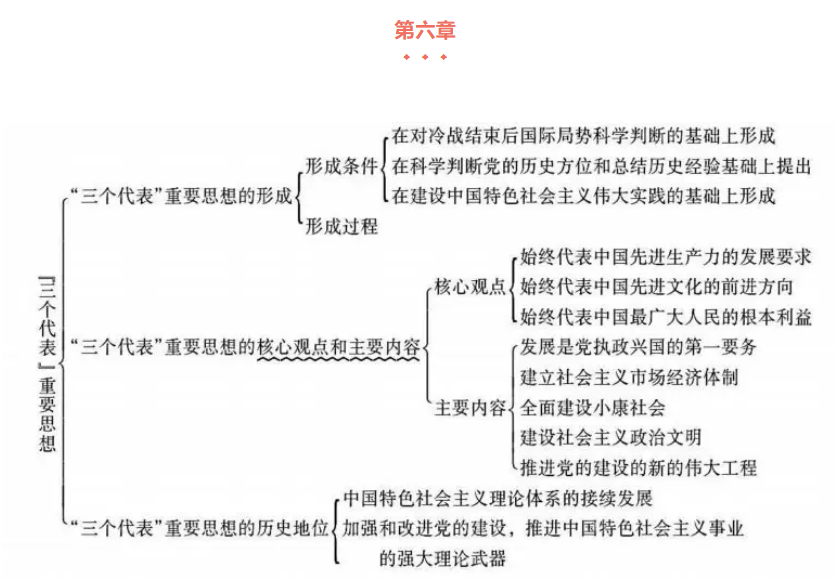 第六章
在对冷战结束后国际局势科学判断的基础上形成
形成条件
在科学判断党的历史方位和总结历史经验基础上提出
“三个代表”重要思想的形成
在建设中国特色社会主义伟大实践的基础上形成
形成过程
始终代表中国先进生产力的发展要求
核心观点
始终代表中国先进文化的前进方向
始终代表中国最广大人民的根本利益
『三个代表』重要思想
“三个代表”重要思想的核心观点和主要内容
发展是党执政兴国的第一要务
建立社会主义市场经济体制
主要内容
全面建设小康社会
建设社会主义政治文明
推进党的建设的新的伟大工程
中国特色社会主义理论体系的接续发展
“三个代表”重要思想的历史地位
加强和改进党的建设，推进中国特色社会主义事业
的强大理论武器